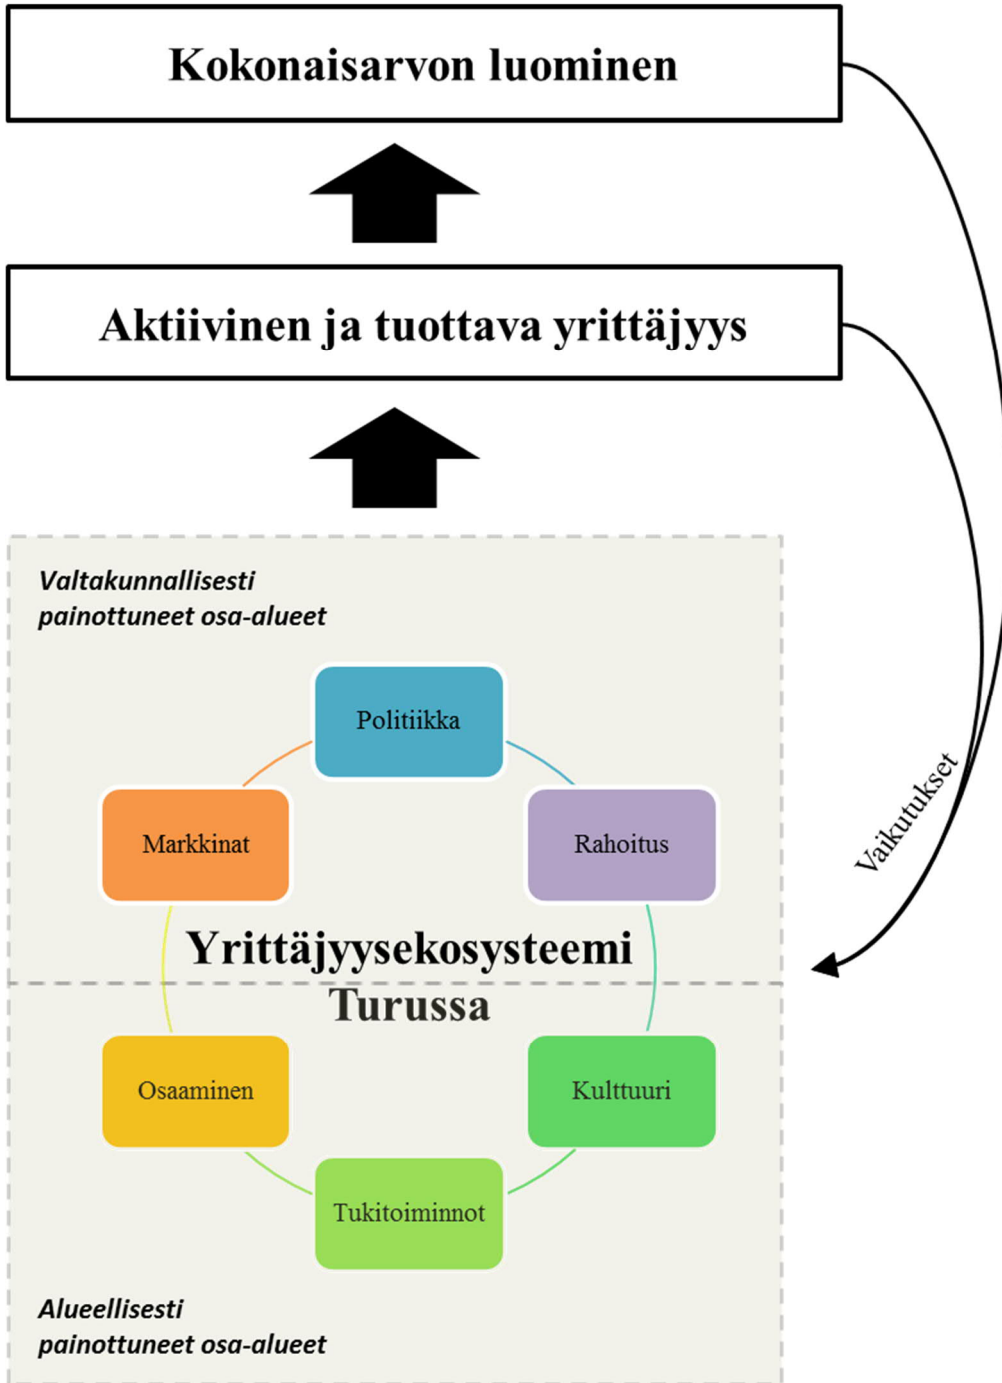 Kokonaisarvon luominen
Aktiivinen ja tuottava yrittäjyys
Valtakunnallisesti
painottuneet osa-alueet
Politiikka
Markkinat
Rahoitus
Vaikutukset
Yrittäjyysekosysteemi
Turussa
Osaaminen
Kulttuuri
Tukitoiminnot
Alueellisesti
painottuneet osa-alueet